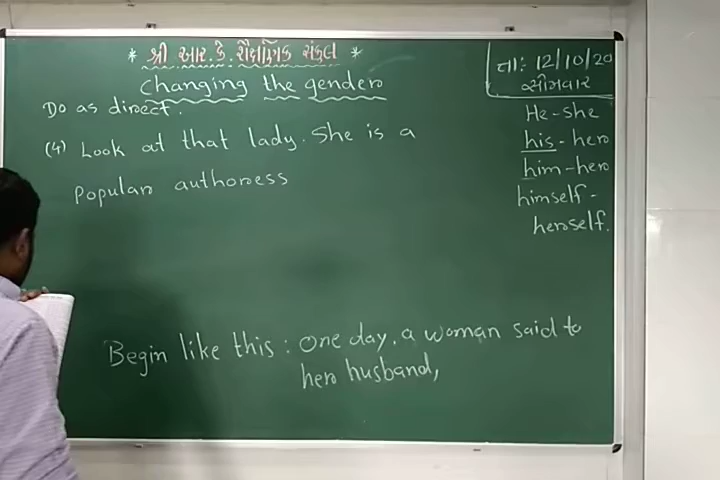 * શ્રી આર. કે. શૈક્ષણિક સંકુલ *
તા: 12/10/20
સોમવાર
Changing the gender
Do as direct.
He - she
his - her
him - her
himself -
herself.
(4) Look at that lady. She is a
Popular authoress
Begin like this : One day, a woman said to
her husband,